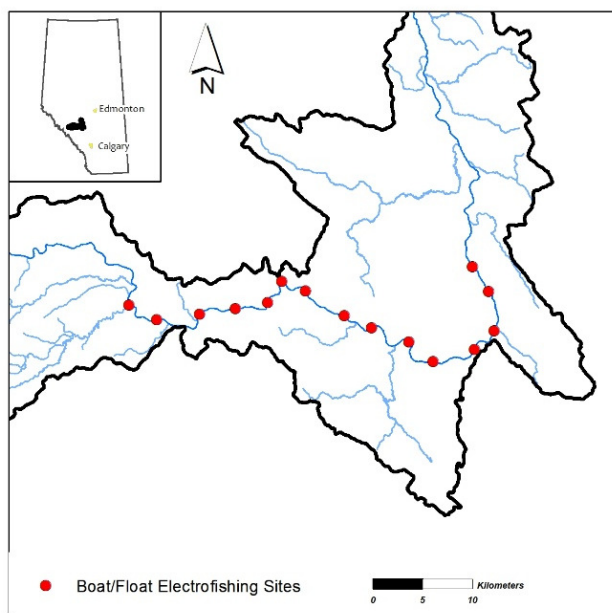 Edmonton
Calgary
N
Boat/Float Electrofishing Sites
Kilometers
0 5 10